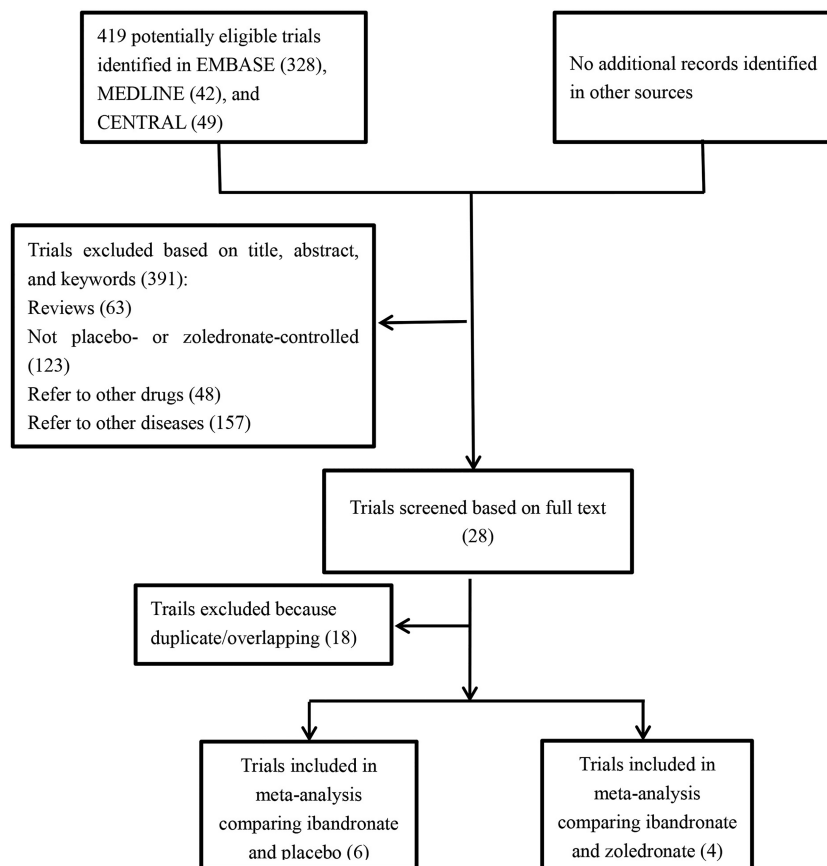 419 potentially eligible trials
identified in EMBASE (328),
MEDLINE (42), and
CENTRAL (49)
No additional records identified
in other sources
Trials excluded based on title, abstract,
and keywords (391):
Reviews (63)
Not placebo- or zoledronate-controlled
(123)
Refer to other drugs (48)
Refer to other diseases (157)
Trials screened based on full text
(28)
Trails excluded because
duplicate/overlapping (18)
Trials included in
meta-analysis
comparing ibandronate
and placebo (6)
Trials included in
meta-analysis
comparing ibandronate
and zoledronate (4)